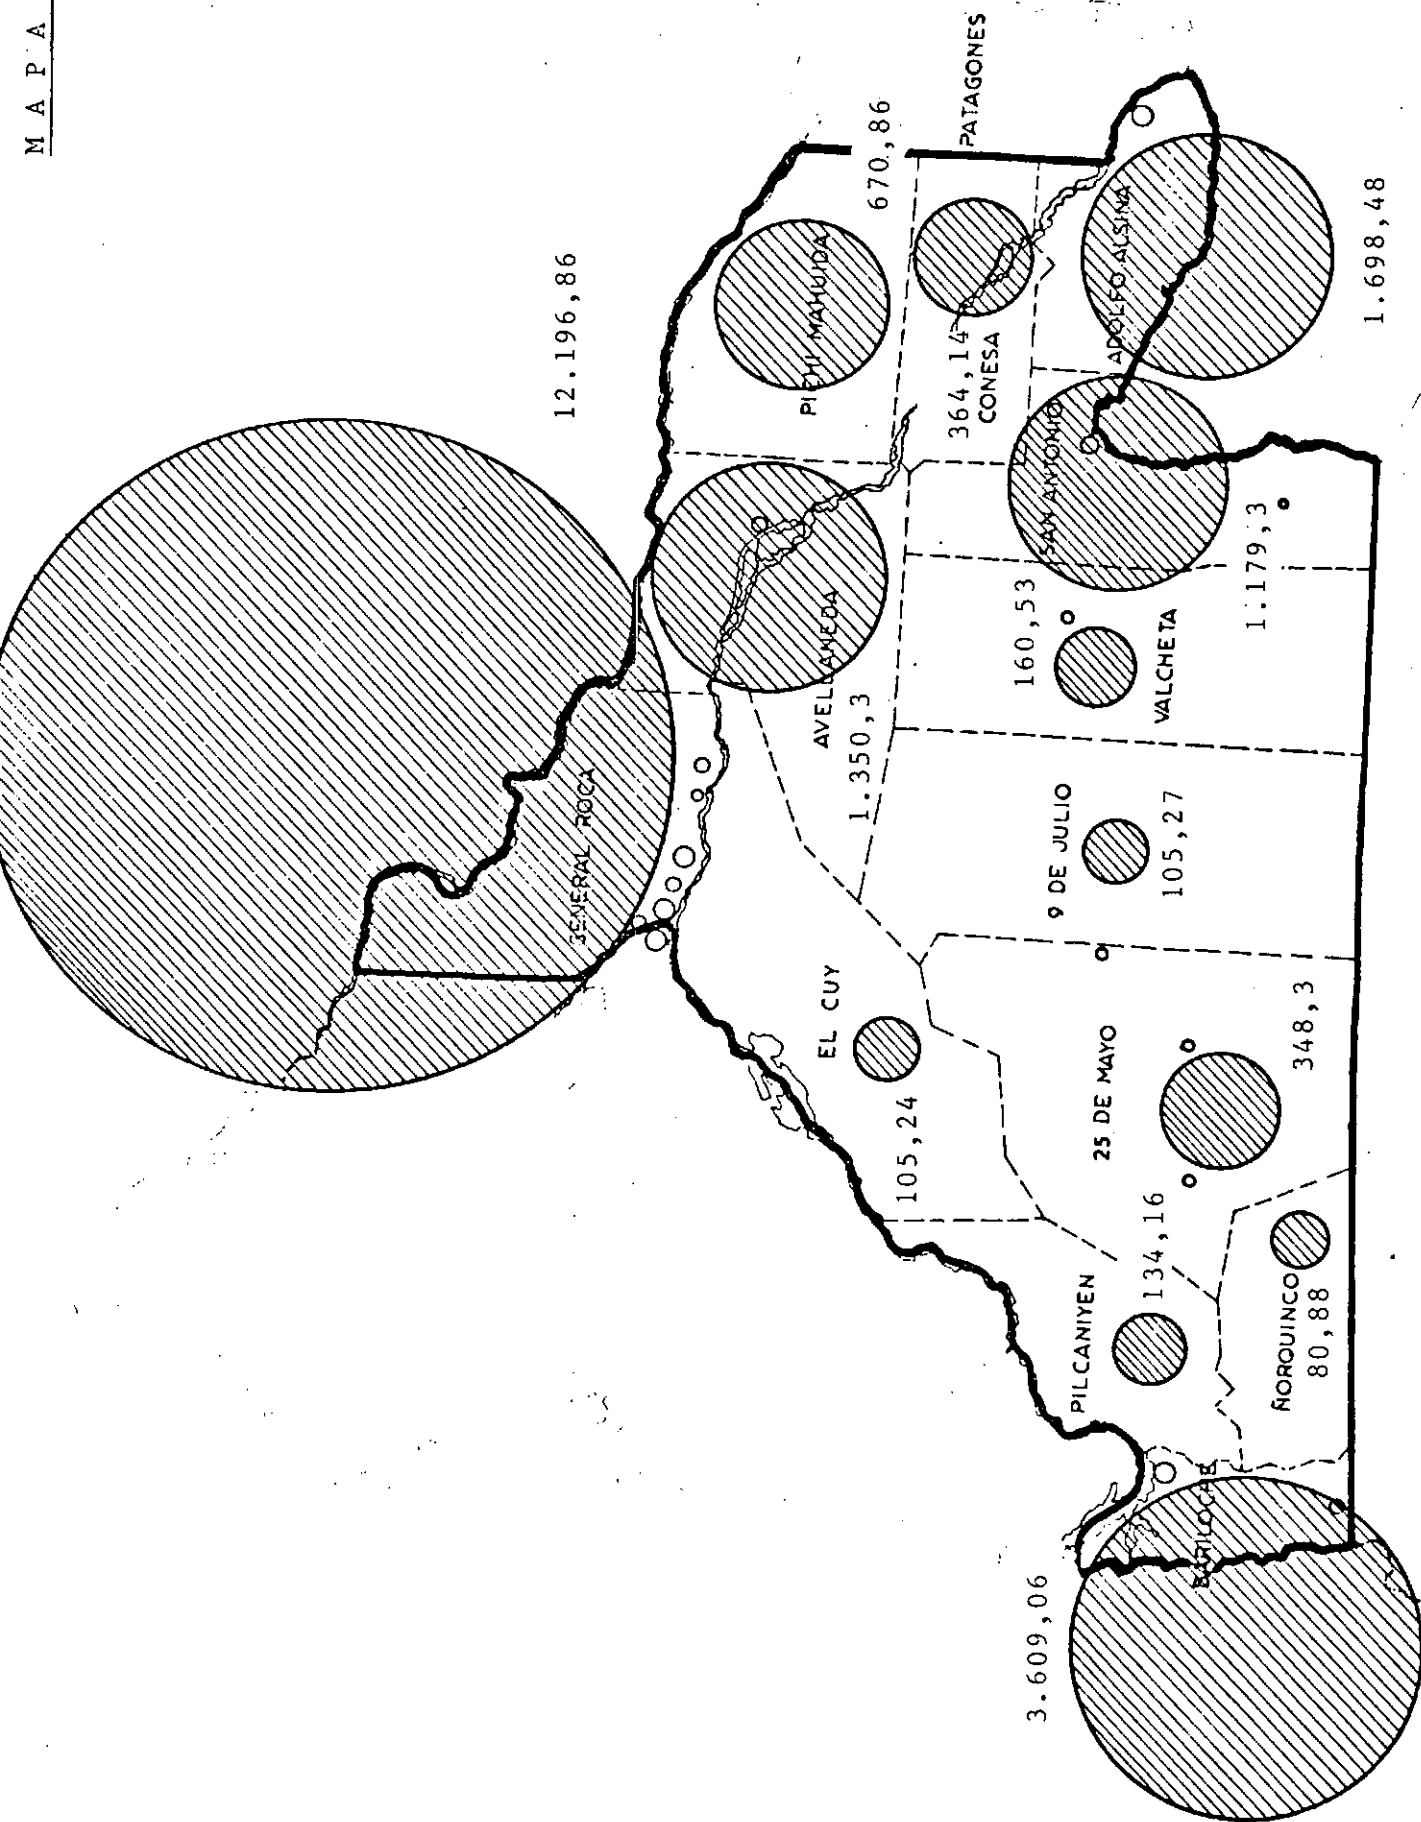 M A P A
12.196,86
GENERAL ROCA
PATAGONES
670,86
PICHI MAHUIDA
364,14
CONESA
ADOLFO ALSINA
1.698,48
SAN ANTONIO
1.179,3
AVELLANEDA
1.350,3
160,53
VALCHETA
9 DE JULIO
105,27
EL CUY
105,24
25 DE MAYO
348,3
PILCANIYEN
134,16
ÑORQUINCO
80,88
BARILOCHE
3.609,06